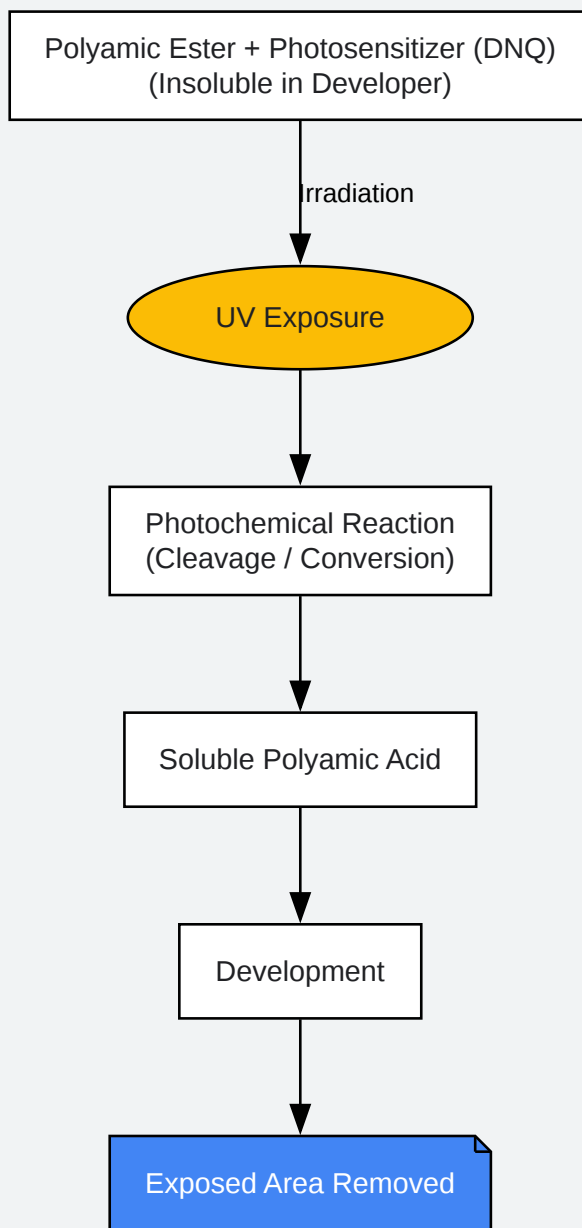 Polyamic Ester + Photosensitizer (DNQ)
(Insoluble in Developer)
Irradiation
UV Exposure
Photochemical Reaction
(Cleavage / Conversion)
Soluble Polyamic Acid
Development
Exposed Area Removed